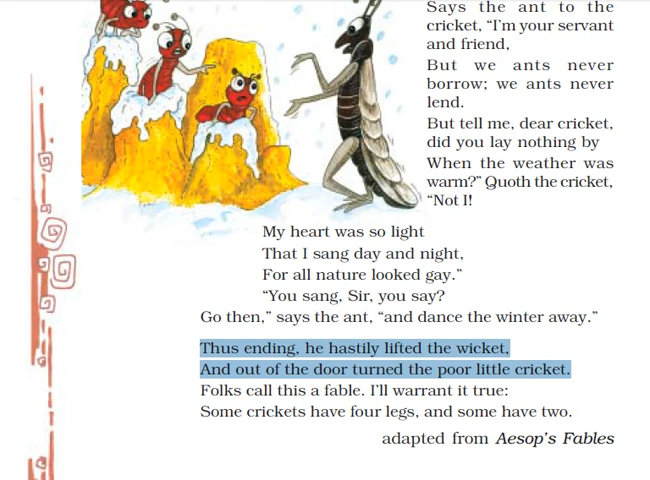 Says the ant to the
cricket, “I’m your servant
and friend,
But we ants never
borrow; we ants never
lend.
But tell me, dear cricket,
did you lay nothing by
When the weather was
warm?” Quoth the cricket,
“Not I!
My heart was so light
That I sang day and night,
For all nature looked gay.”
“You sang, Sir, you say?
Go then,” says the ant, “and dance the winter away.”
Thus ending, he hastily lifted the wicket,
And out of the door turned the poor little cricket.
Folks call this a fable. I’ll warrant it true:
Some crickets have four legs, and some have two.
adapted from Aesop’s Fables